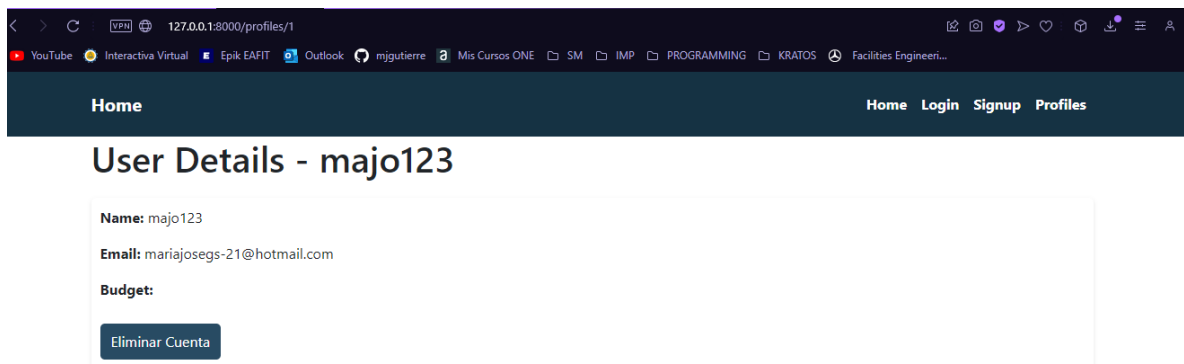 VPN 127.0.0.1:8000/profiles/1
YouTube Interactiva Virtual E Epik EAFIT Outlook mjgutierre a Mis Cursos ONE SM IMP PROGRAMMING KRATOS Facilities Engineeri...
Home Home Login Signup Profiles
User Details - majo123
Name: majo123
Email: mariajosegs-21@hotmail.com
Budget:
Eliminar Cuenta